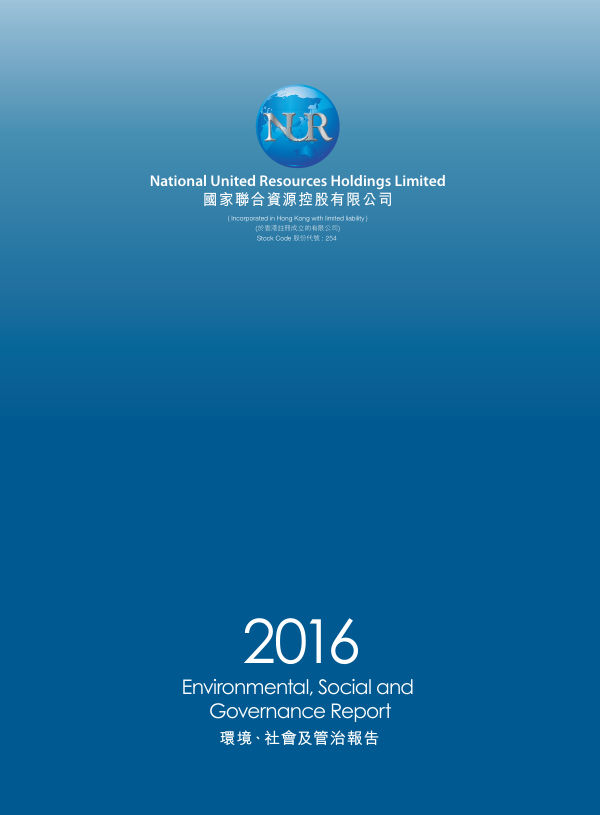 NUR
National United Resources Holdings Limited
國家聯合資源控股有限公司
( Incorporated in Hong Kong with limited liability )
(於香港註冊成立的有限公司)
Stock Code 股份代號 : 254
2016
Environmental, Social and
Governance Report
環境、社會及管治報告